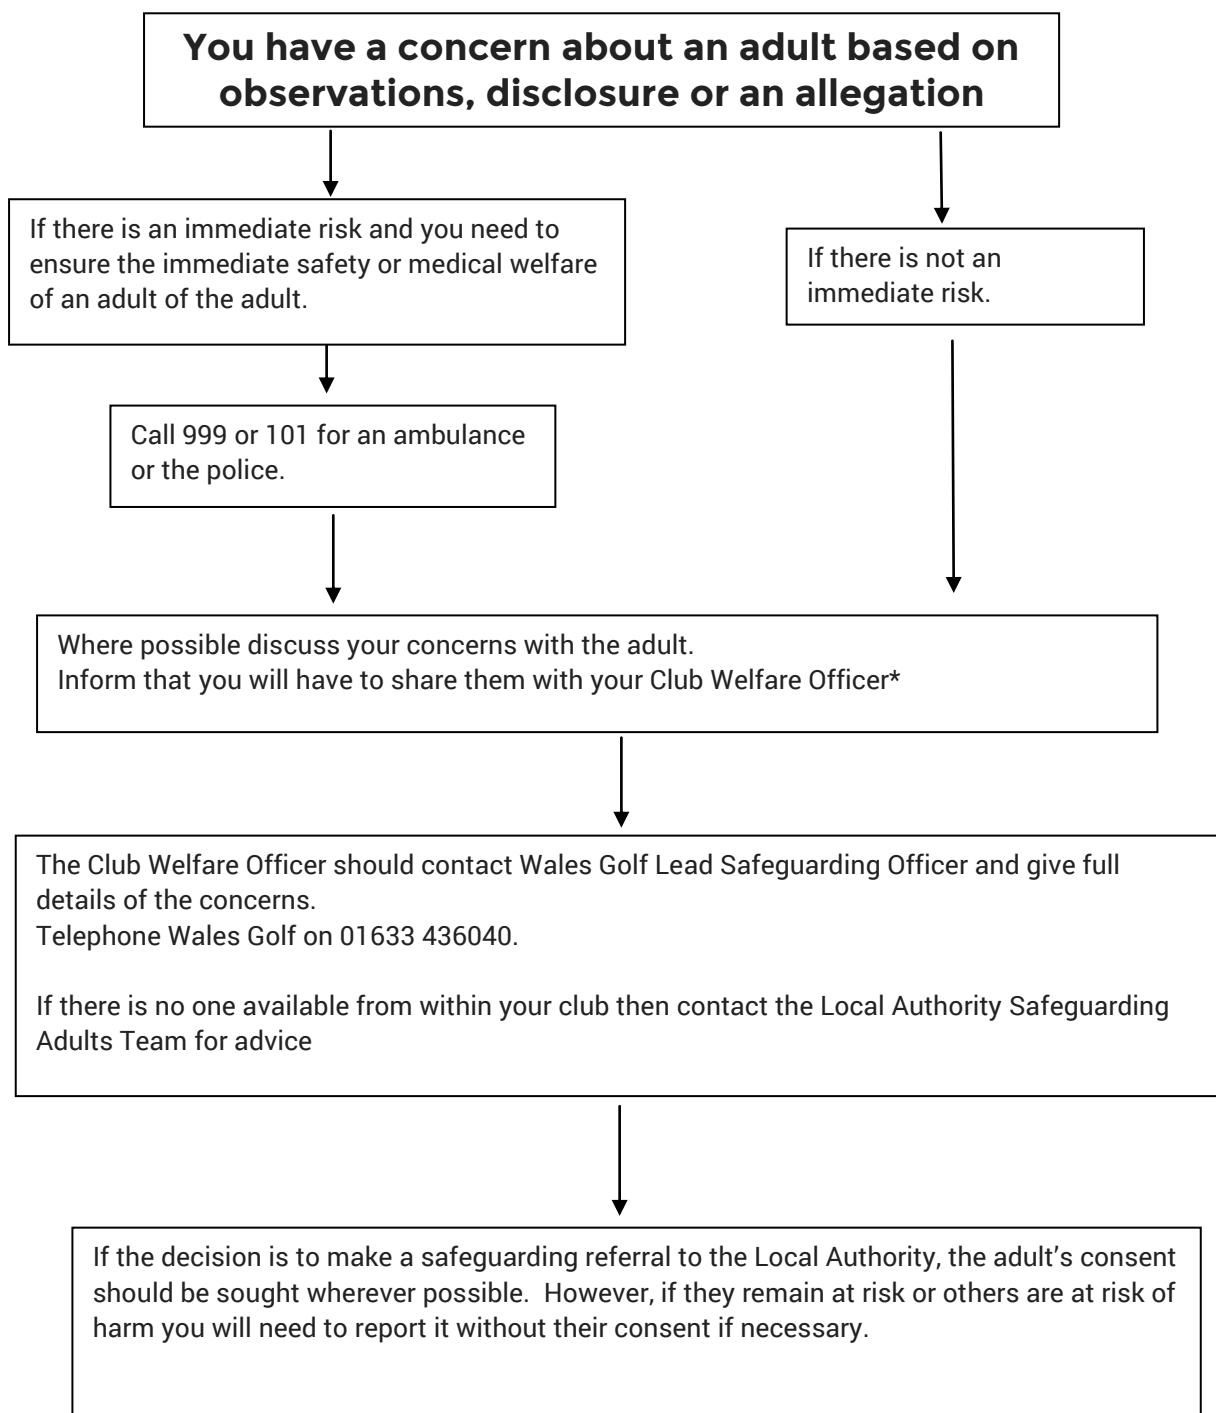 You have a concern about an adult based on
observations, disclosure or an allegation
If there is an immediate risk and you need to
ensure the immediate safety or medical welfare
of an adult of the adult.
If there is not an
immediate risk.
Call 999 or 101 for an ambulance
or the police.
Where possible discuss your concerns with the adult.
Inform that you will have to share them with your Club Welfare Officer*
The Club Welfare Officer should contact Wales Golf Lead Safeguarding Officer and give full
details of the concerns.
Telephone Wales Golf on 01633 436040.
If there is no one available from within your club then contact the Local Authority Safeguarding
Adults Team for advice
If the decision is to make a safeguarding referral to the Local Authority, the adult’s consent
should be sought wherever possible.  However, if they remain at risk or others are at risk of
harm you will need to report it without their consent if necessary.